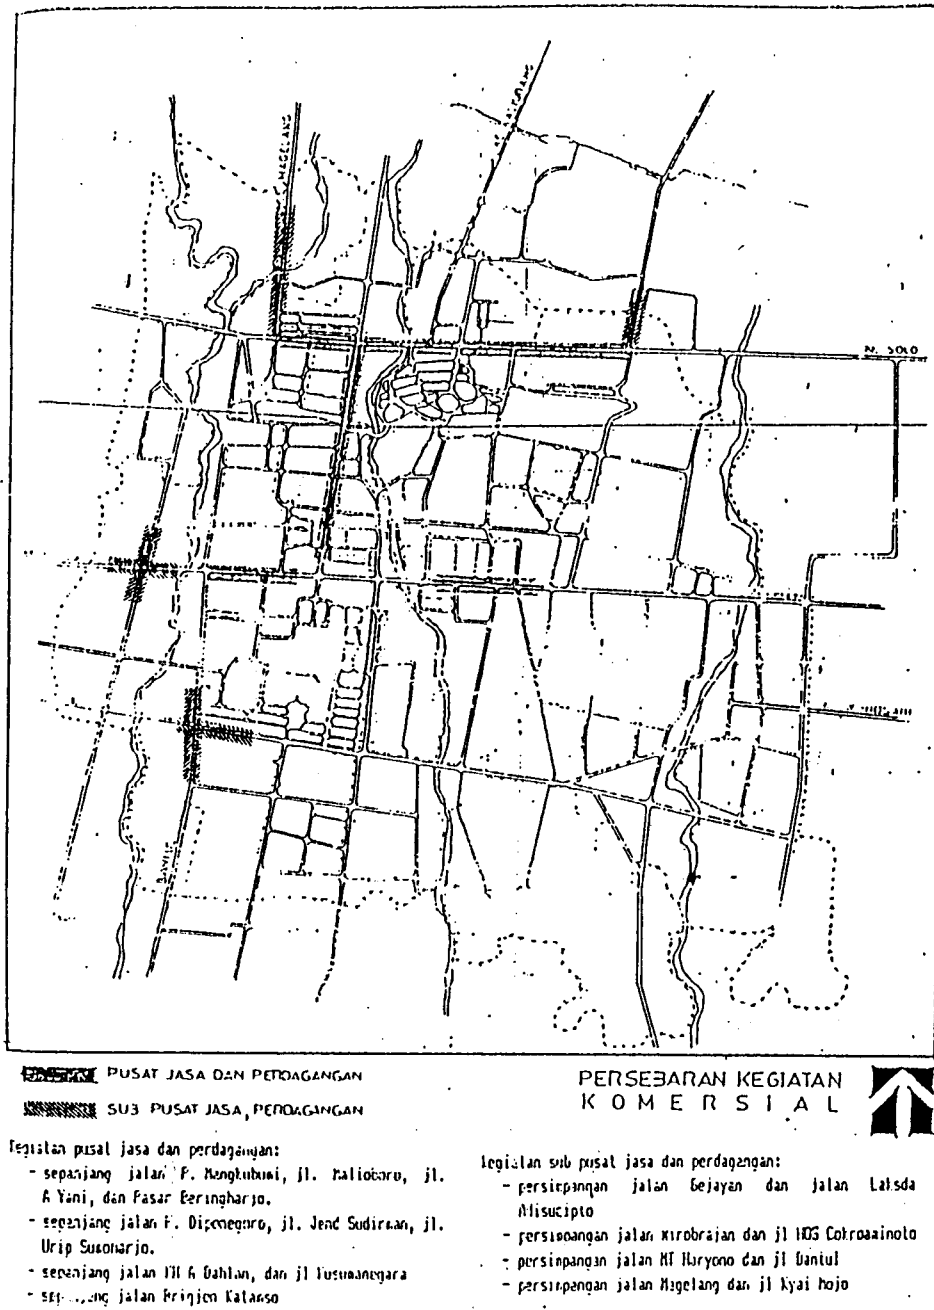 MAGELANG
JL. SOLO
PUSAT JASA DAN PERDAGANGAN
SUB PUSAT JASA, PERDAGANGAN
PERSEBARAN KEGIATAN
KOMERSIAL
Kegiatan pusat jasa dan perdagangan:
- sepanjang jalan P. Mangkubumi, jl. Malioboro, jl.
A Yani, dan Pasar Beringharjo.
- sepanjang jalan P. Diponegoro, jl. Jend Sudirman, jl.
Urip Sumoharjo.
- sepanjang jalan KH A Dahlan, dan jl Kusumanegara
- sepanjang jalan Brigjen Katamso
Kegiatan sub pusat jasa dan perdagangan:
- persimpangan jalan Gejayan dan jalan Laksda
Adisucipto
- persimpangan jalan Wirobrajan dan jl HOS Cokroaminoto
- persimpangan jalan MT Haryono dan jl Bantul
- persimpangan jalan Magelang dan jl Kyai Mojo